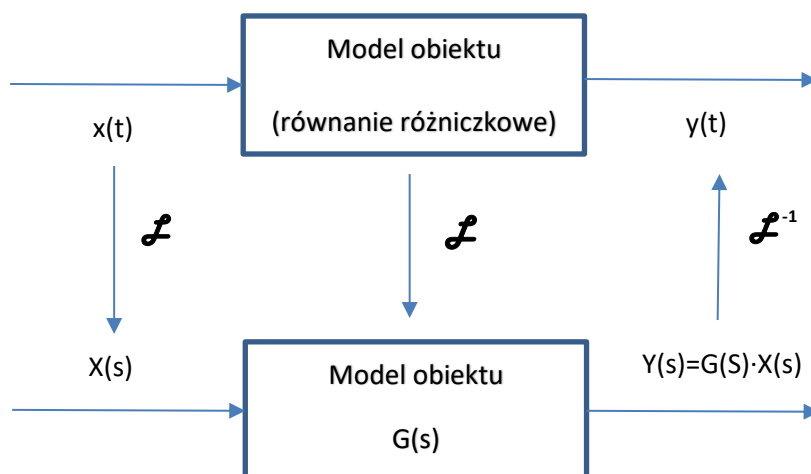 Model obiektu
(równanie różniczkowe)
x(t)
y(t)
ℒ
ℒ
ℒ⁻¹
X(s)
Y(s)=G(S)·X(s)
Model obiektu
G(s)